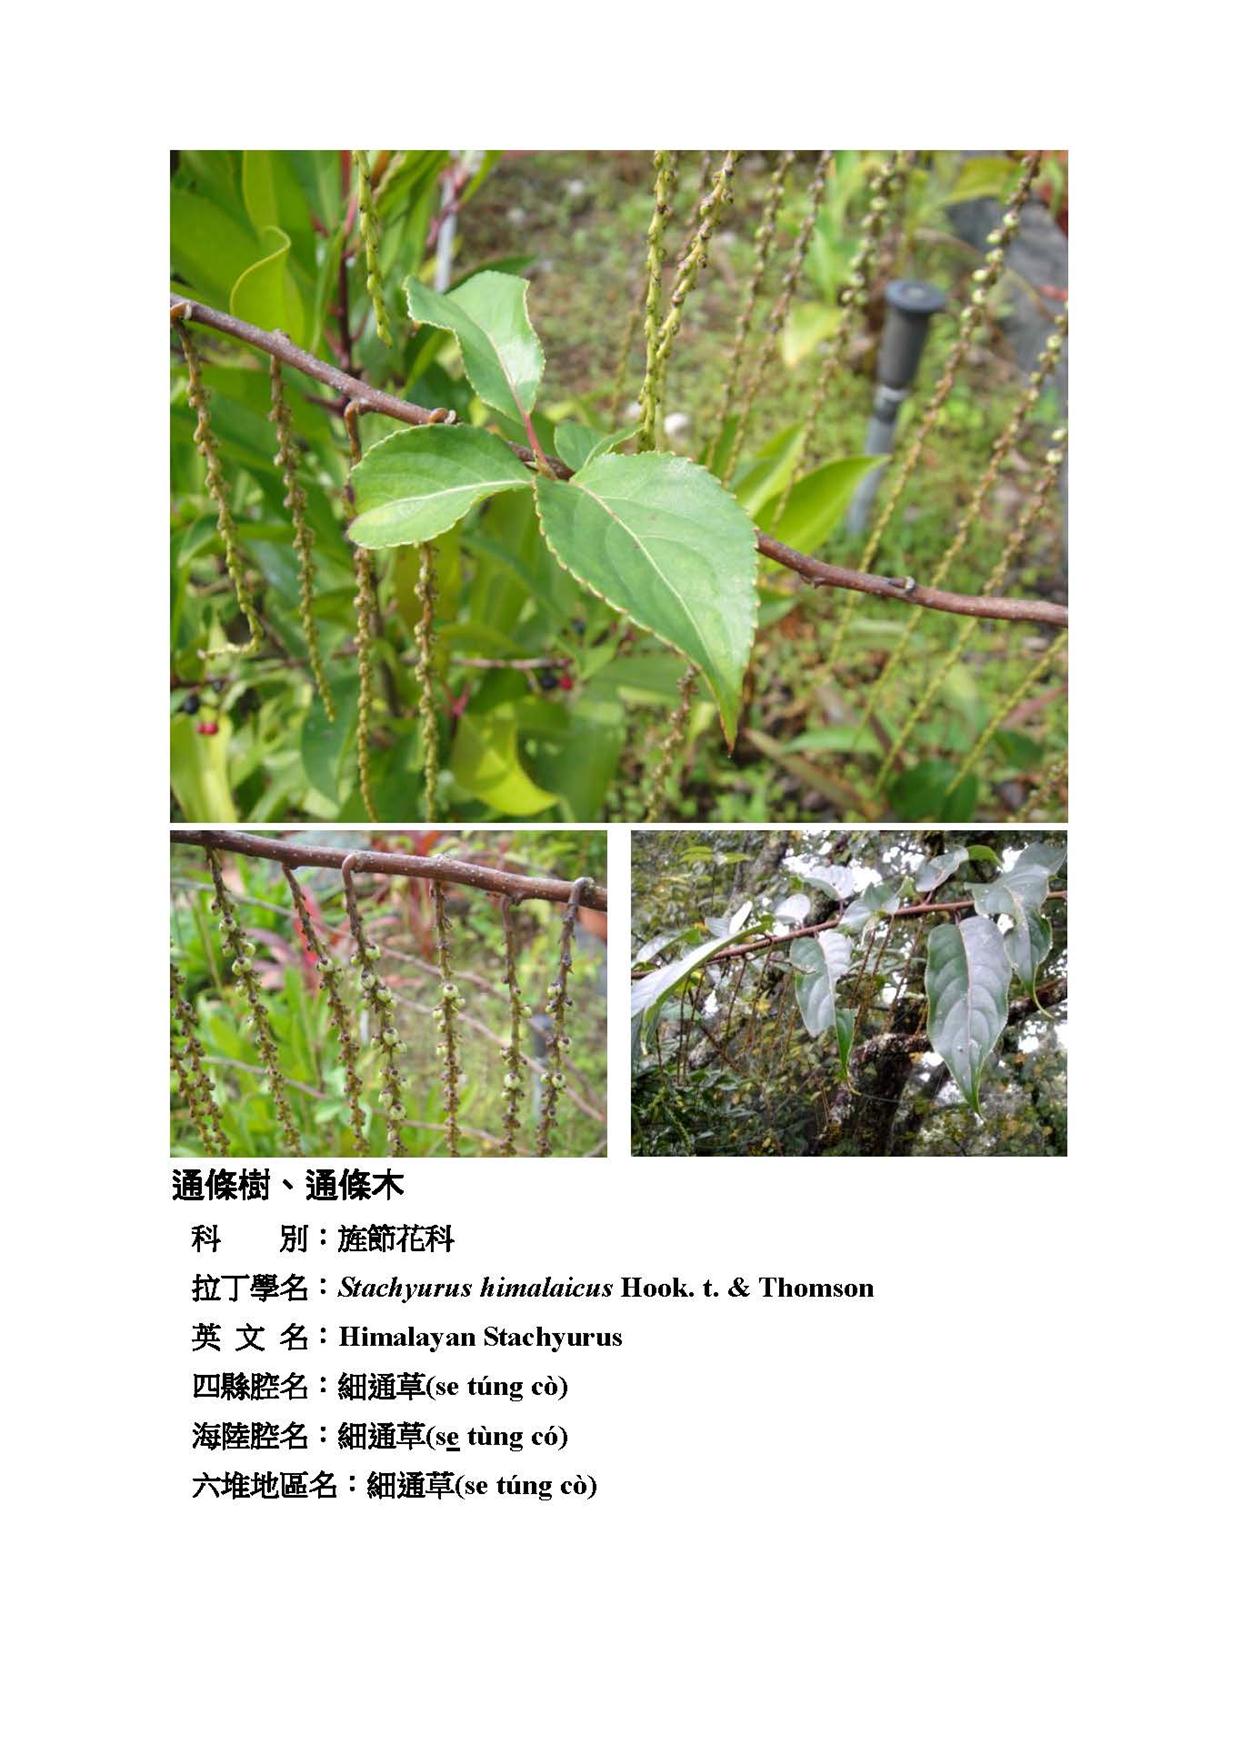 通條樹、通條木
科　　別：旌節花科
拉丁學名：Stachyurus himalaicus Hook. t. & Thomson
英 文 名：Himalayan Stachyurus
四縣腔名：細通草(se túng cò)
海陸腔名：細通草(se tùng có)
六堆地區名：細通草(se túng cò)